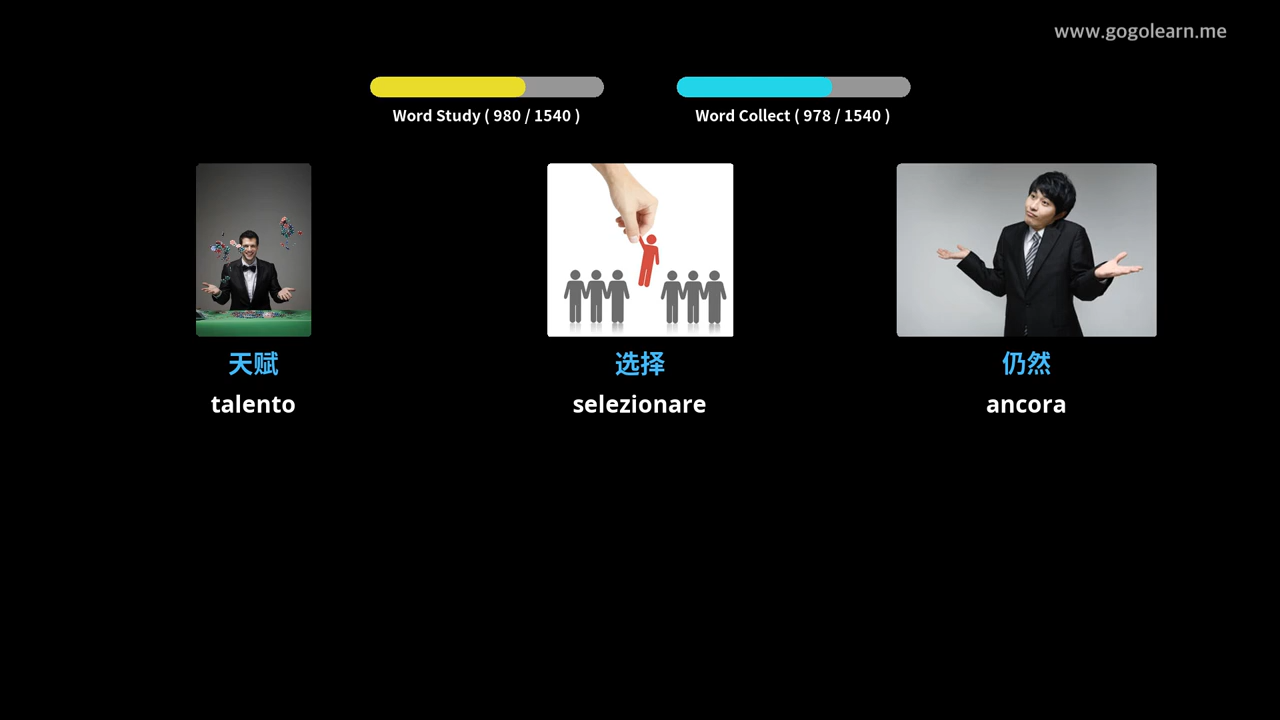 www.gogolearn.me
Word Study ( 980 / 1540 )
Word Collect ( 978 / 1540 )
天赋
选择
仍然
talento
selezionare
ancora